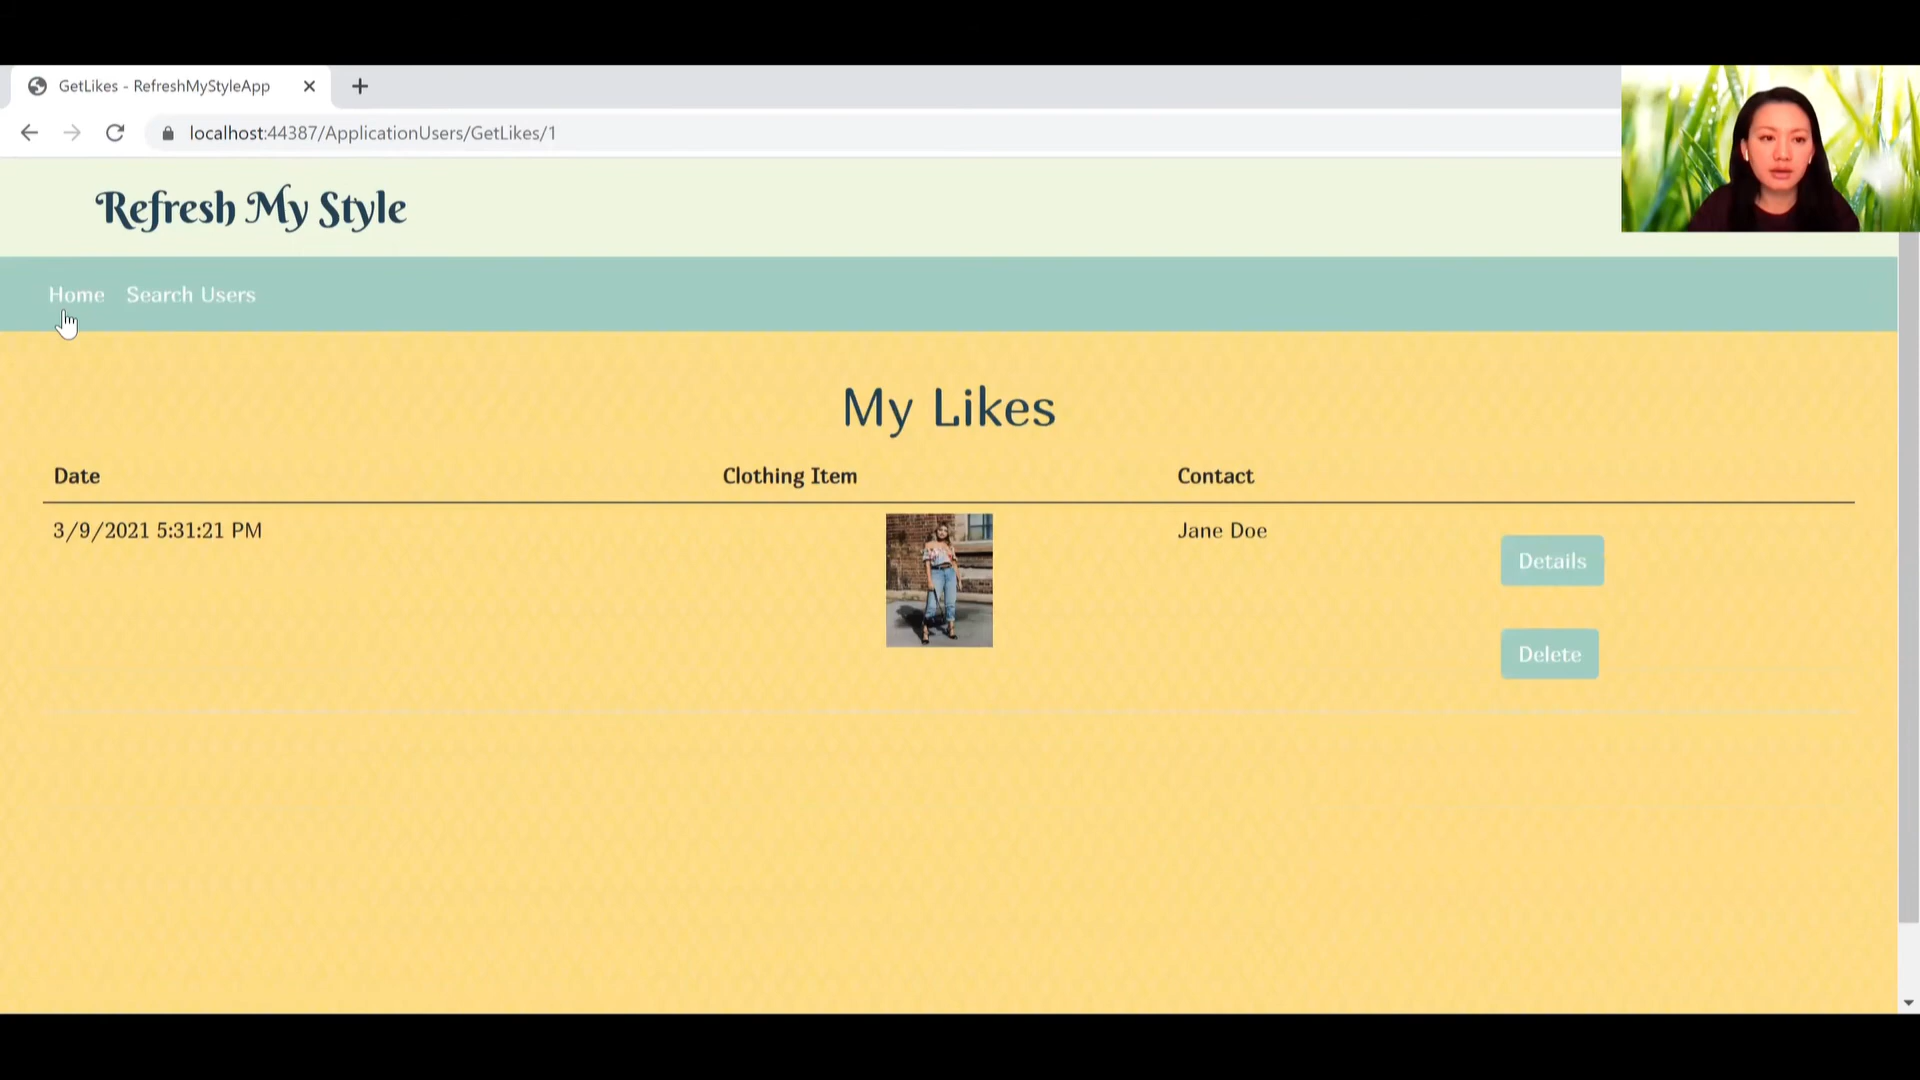 GetLikes - RefreshMyStyleApp
localhost:44387/ApplicationUsers/GetLikes/1
Refresh My Style
Home Search Users
My Likes
Date Clothing Item Contact
3/9/2021 5:31:21 PM Jane Doe
Details
Delete